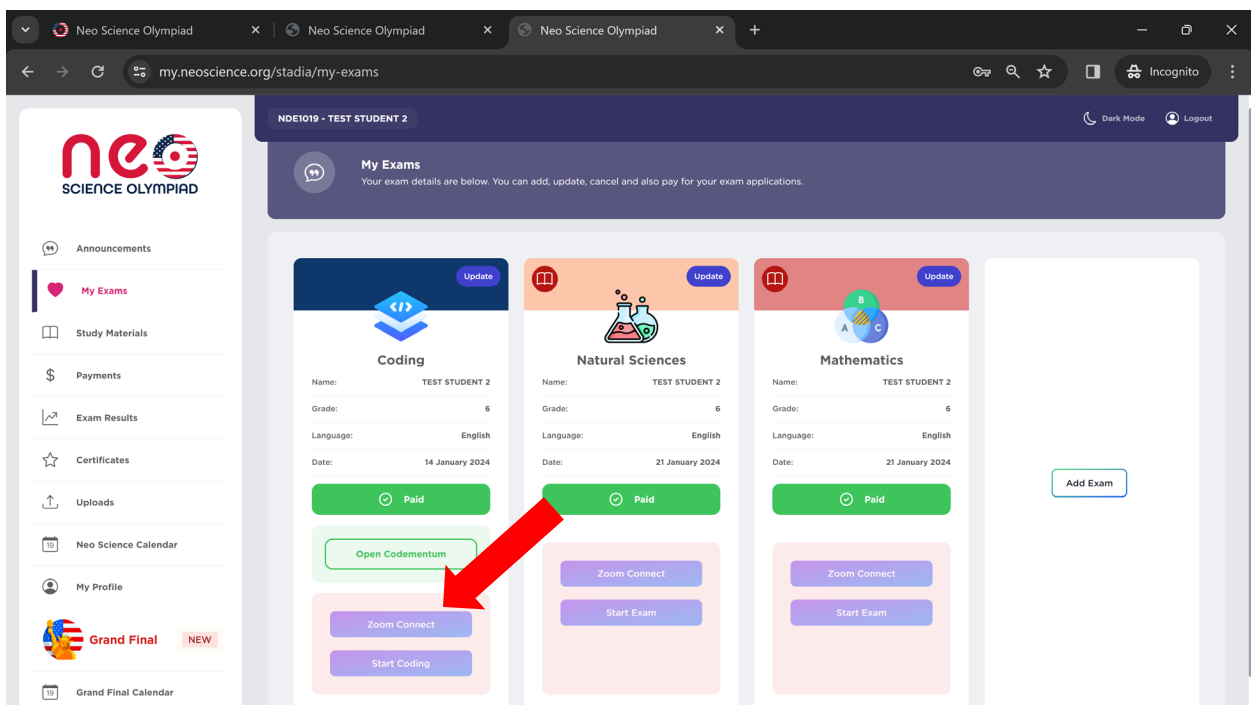 Neo Science Olympiad
Neo Science Olympiad
Neo Science Olympiad
my.neoscience.org/stadia/my-exams
Incognito
neo
SCIENCE OLYMPIAD
NDE1019 - TEST STUDENT 2
Dark Mode
Logout
My Exams
Your exam details are below. You can add, update, cancel and also pay for your exam applications.
Announcements
My Exams
Study Materials
$ Payments
Exam Results
Certificates
Uploads
19 Neo Science Calendar
My Profile
Grand Final NEW
19 Grand Final Calendar
Update
</>
Coding
Name: TEST STUDENT 2
Grade: 6
Language: English
Date: 14 January 2024
Paid
Open Codementum
Zoom Connect
Start Coding
Update
Natural Sciences
Name: TEST STUDENT 2
Grade: 6
Language: English
Date: 21 January 2024
Paid
Zoom Connect
Start Exam
Update
B
A C
Mathematics
Name: TEST STUDENT 2
Grade: 6
Language: English
Date: 21 January 2024
Paid
Zoom Connect
Start Exam
Add Exam